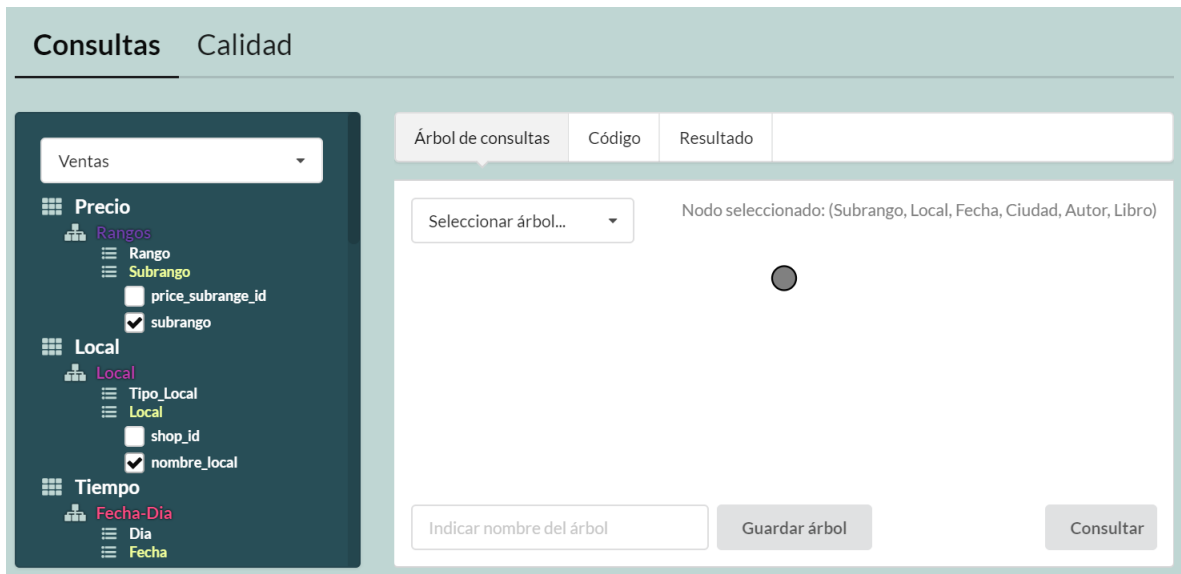 Consultas Calidad
Ventas
Precio
Rangos
Rango
Subrango
price_subrange_id
subrango
Local
Local
Tipo_Local
Local
shop_id
nombre_local
Tiempo
Fecha-Dia
Dia
Fecha
Árbol de consultas Código Resultado
Seleccionar árbol... Nodo seleccionado: (Subrango, Local, Fecha, Ciudad, Autor, Libro)
Indicar nombre del árbol Guardar árbol Consultar